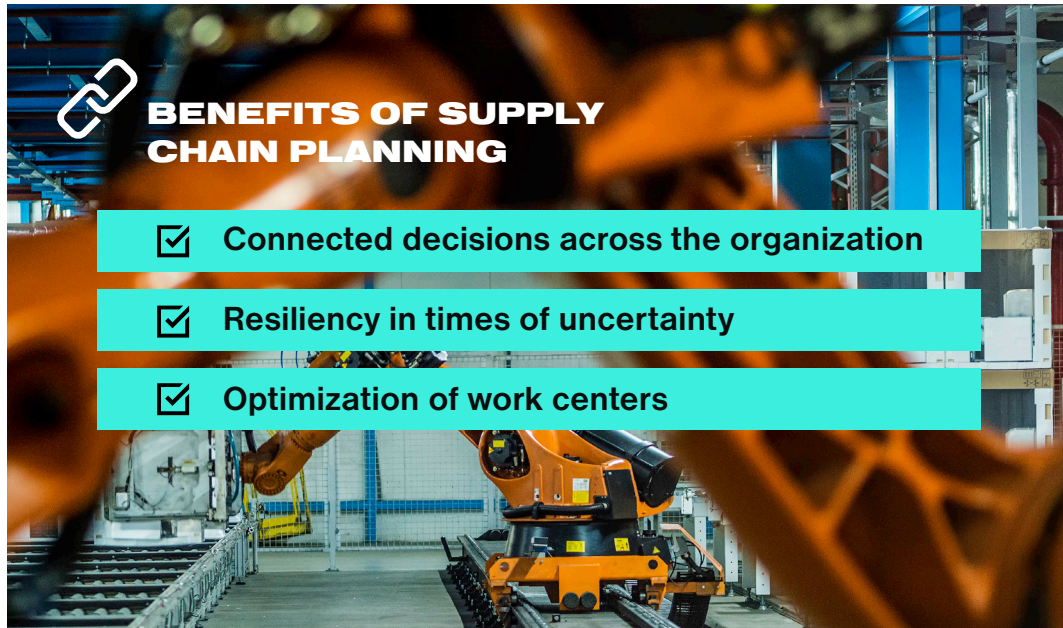 BENEFITS OF SUPPLY
CHAIN PLANNING
Connected decisions across the organization
Resiliency in times of uncertainty
Optimization of work centers